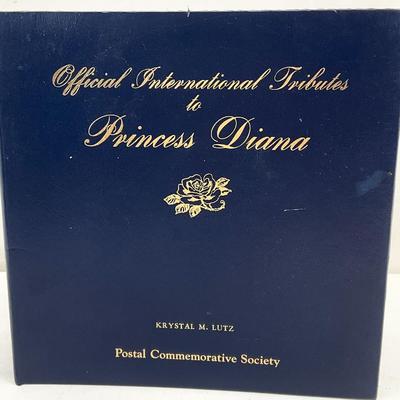 Official International Tributes
to
Princess Diana
KRYSTAL M. LUTZ
Postal Commemorative Society